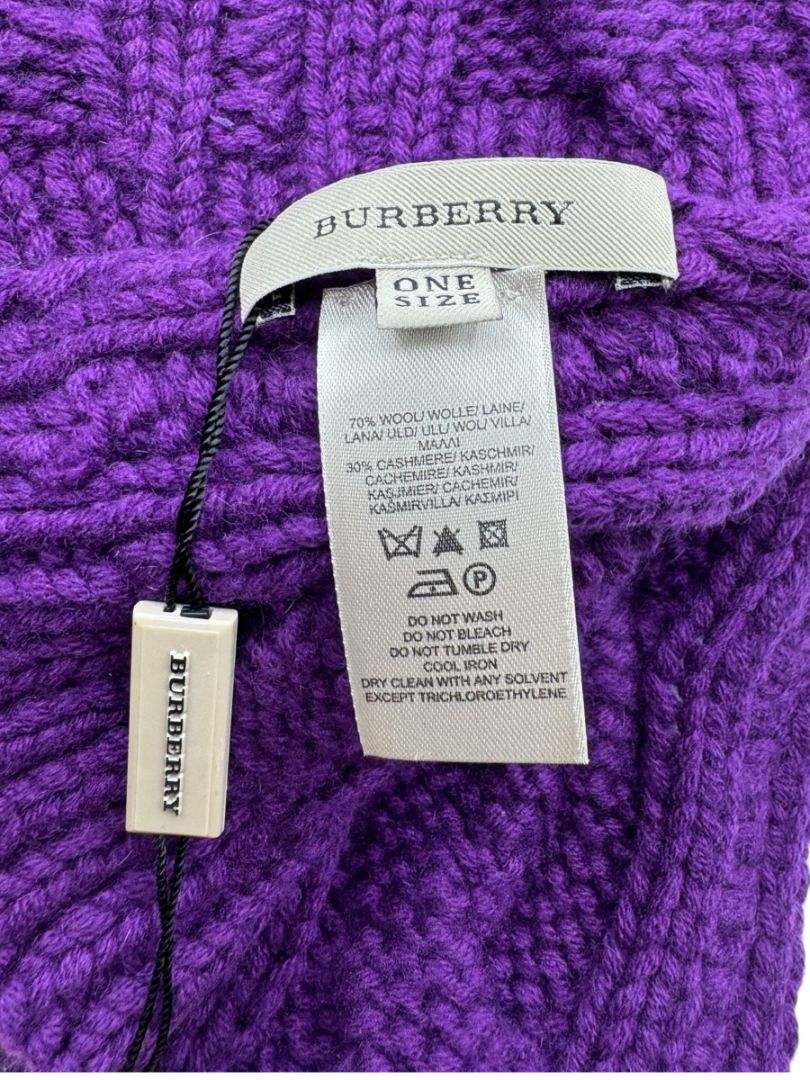 BURBERRY
ONE
SIZE
70% WOOL/ WOLLE/ LAINE/
LANA/ ULD/ ULL/ WOL/ VILLA/
ΜΑΛΛΙ
30% CASHMERE/ KASCHMIR/
CACHEMIRE/ KASHMIR/
KASJMIER/ CACHEMIR/
KAŠMIRVILLA/ ΚΑΣΜΙΡΙ
P
DO NOT WASH
DO NOT BLEACH
DO NOT TUMBLE DRY
COOL IRON
DRY CLEAN WITH ANY SOLVENT
EXCEPT TRICHLOROETHYLENE
BURBERRY